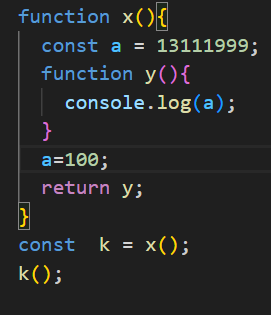 function x(){
  const a = 13111999;
  function y(){
    console.log(a);
  }
  a=100;
  return y;
}
const  k = x();
k();